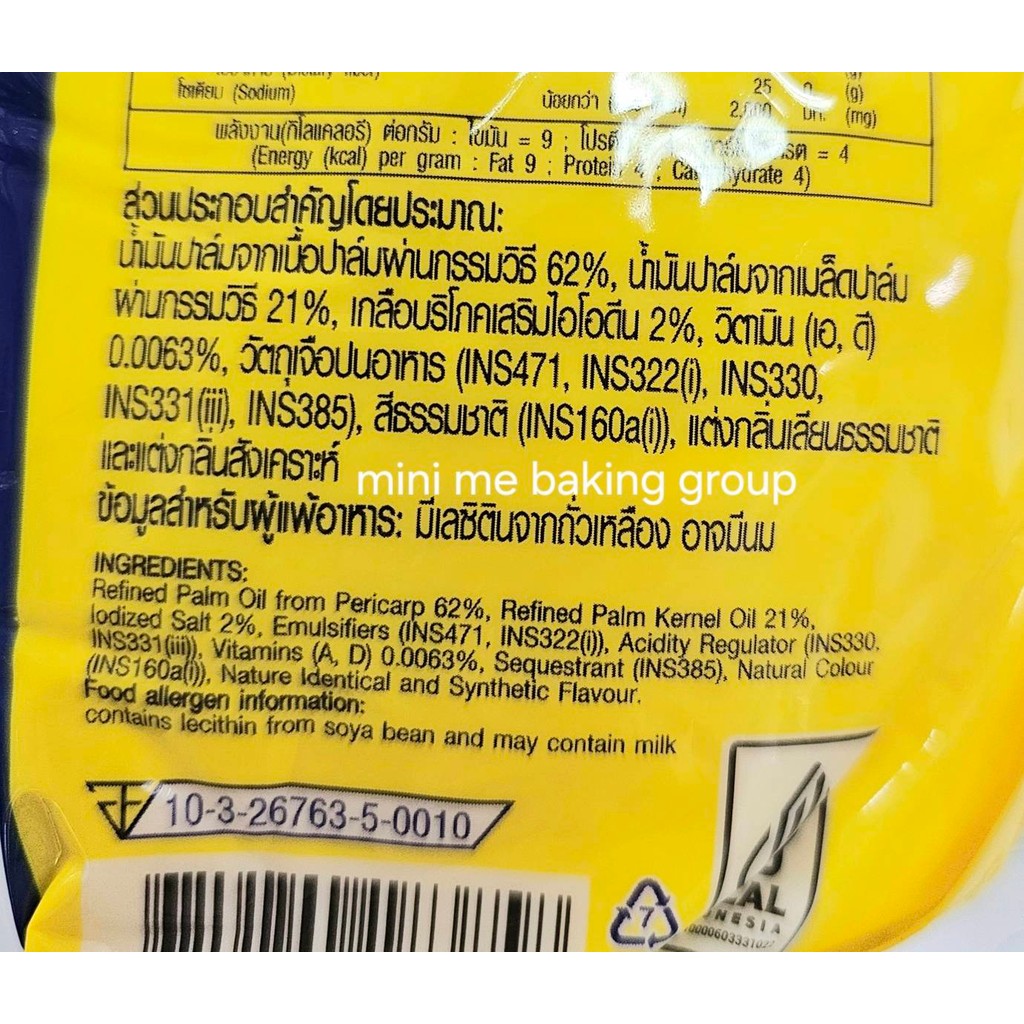 (Dietary fiber) 25 (g) (g)
โซเดียม (Sodium) น้อยกว่า (mg)
พลังงาน(กิโลแคลอรี) ต่อกรัม : ไขมัน = 9 ; = 4
(Energy (kcal) per gram : Fat 9 ; Protein 4 ; Carbohydrate 4)
ส่วนประกอบสำคัญโดยประมาณ:
น้ำมันปาล์มจากเนื้อปาล์มผ่านกรรมวิธี 62%, น้ำมันปาล์มจากเมล็ดปาล์ม
ผ่านกรรมวิธี 21%, เกลือบริโภคเสริมไอโอดีน 2%, วิตามิน (เอ, ดี)
0.0063%, วัตถุเจือปนอาหาร (INS471, INS322(i), INS330,
INS331(iii), INS385), สีธรรมชาติ (INS160a(i)), แต่งกลิ่นเลียนธรรมชาติ
และแต่งกลิ่นสังเคราะห์
mini me baking group
ข้อมูลสำหรับผู้แพ้อาหาร: มีเลซิตินจากถั่วเหลือง อาจมีนม
INGREDIENTS:
Refined Palm Oil from Pericarp 62%, Refined Palm Kernel Oil 21%,
Iodized Salt 2%, Emulsifiers (INS471, INS322(i)), Acidity Regulator (INS330,
INS331(iii)), Vitamins (A, D) 0.0063%, Sequestrant (INS385), Natural Colour
(INS160a(i)), Nature Identical and Synthetic Flavour.
Food allergen information:
contains lecithin from soya bean and may contain milk
10-3-26763-5-0010
7